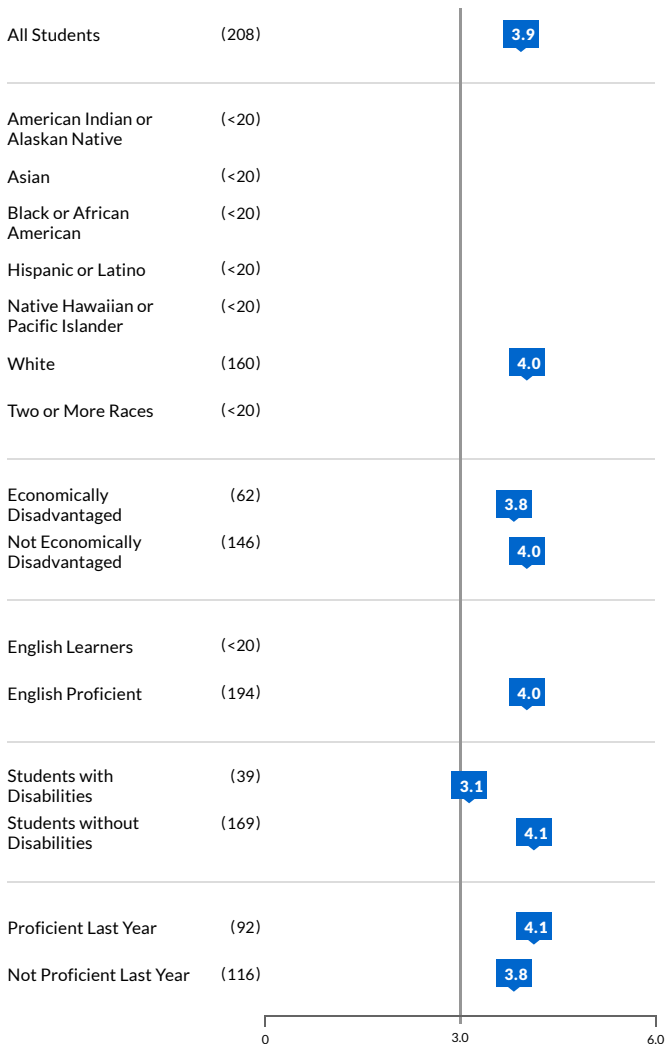 All Students (208) 3.9
American Indian or (<20)
Alaskan Native
Asian (<20)
Black or African (<20)
American
Hispanic or Latino (<20)
Native Hawaiian or (<20)
Pacific Islander
White (160) 4.0
Two or More Races (<20)
Economically (62) 3.8
Disadvantaged
Not Economically (146) 4.0
Disadvantaged
English Learners (<20)
English Proficient (194) 4.0
Students with (39) 3.1
Disabilities
Students without (169) 4.1
Disabilities
Proficient Last Year (92) 4.1
Not Proficient Last Year (116) 3.8
0 3.0 6.0